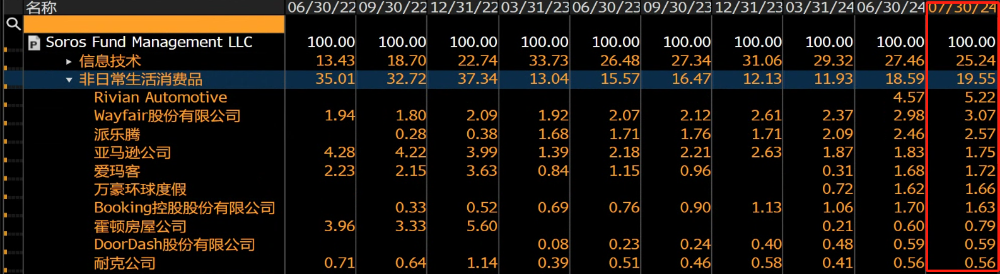 名称 06/30/22 09/30/22 12/31/22 03/31/23 06/30/23 09/30/23 12/31/23 03/31/24 06/30/24 07/30/24
P Soros Fund Management LLC 100.00 100.00 100.00 100.00 100.00 100.00 100.00 100.00 100.00 100.00
信息技术 13.43 18.70 22.74 33.73 26.48 27.34 31.06 29.32 27.46 25.24
非日常生活消费品 35.01 32.72 37.34 13.04 15.57 16.47 12.13 11.93 18.59 19.55
Rivian Automotive 4.57 5.22
Wayfair股份有限公司 1.94 1.80 2.09 1.92 2.07 2.12 2.61 2.37 2.98 3.07
派乐腾 0.28 0.38 1.68 1.71 1.76 1.71 2.09 2.46 2.57
亚马逊公司 4.28 4.22 3.99 1.39 2.18 2.21 2.63 1.87 1.83 1.75
爱玛客 2.23 2.15 3.63 0.84 1.15 0.96 0.31 1.68 1.72
万豪环球度假 0.72 1.62 1.66
Booking控股股份有限公司 0.33 0.52 0.69 0.76 0.90 1.13 1.06 1.70 1.63
霍顿房屋公司 3.96 3.33 5.60 0.21 0.60 0.79
DoorDash股份有限公司 0.08 0.23 0.24 0.40 0.48 0.59 0.59
耐克公司 0.71 0.64 1.14 0.39 0.51 0.46 0.58 0.41 0.56 0.56